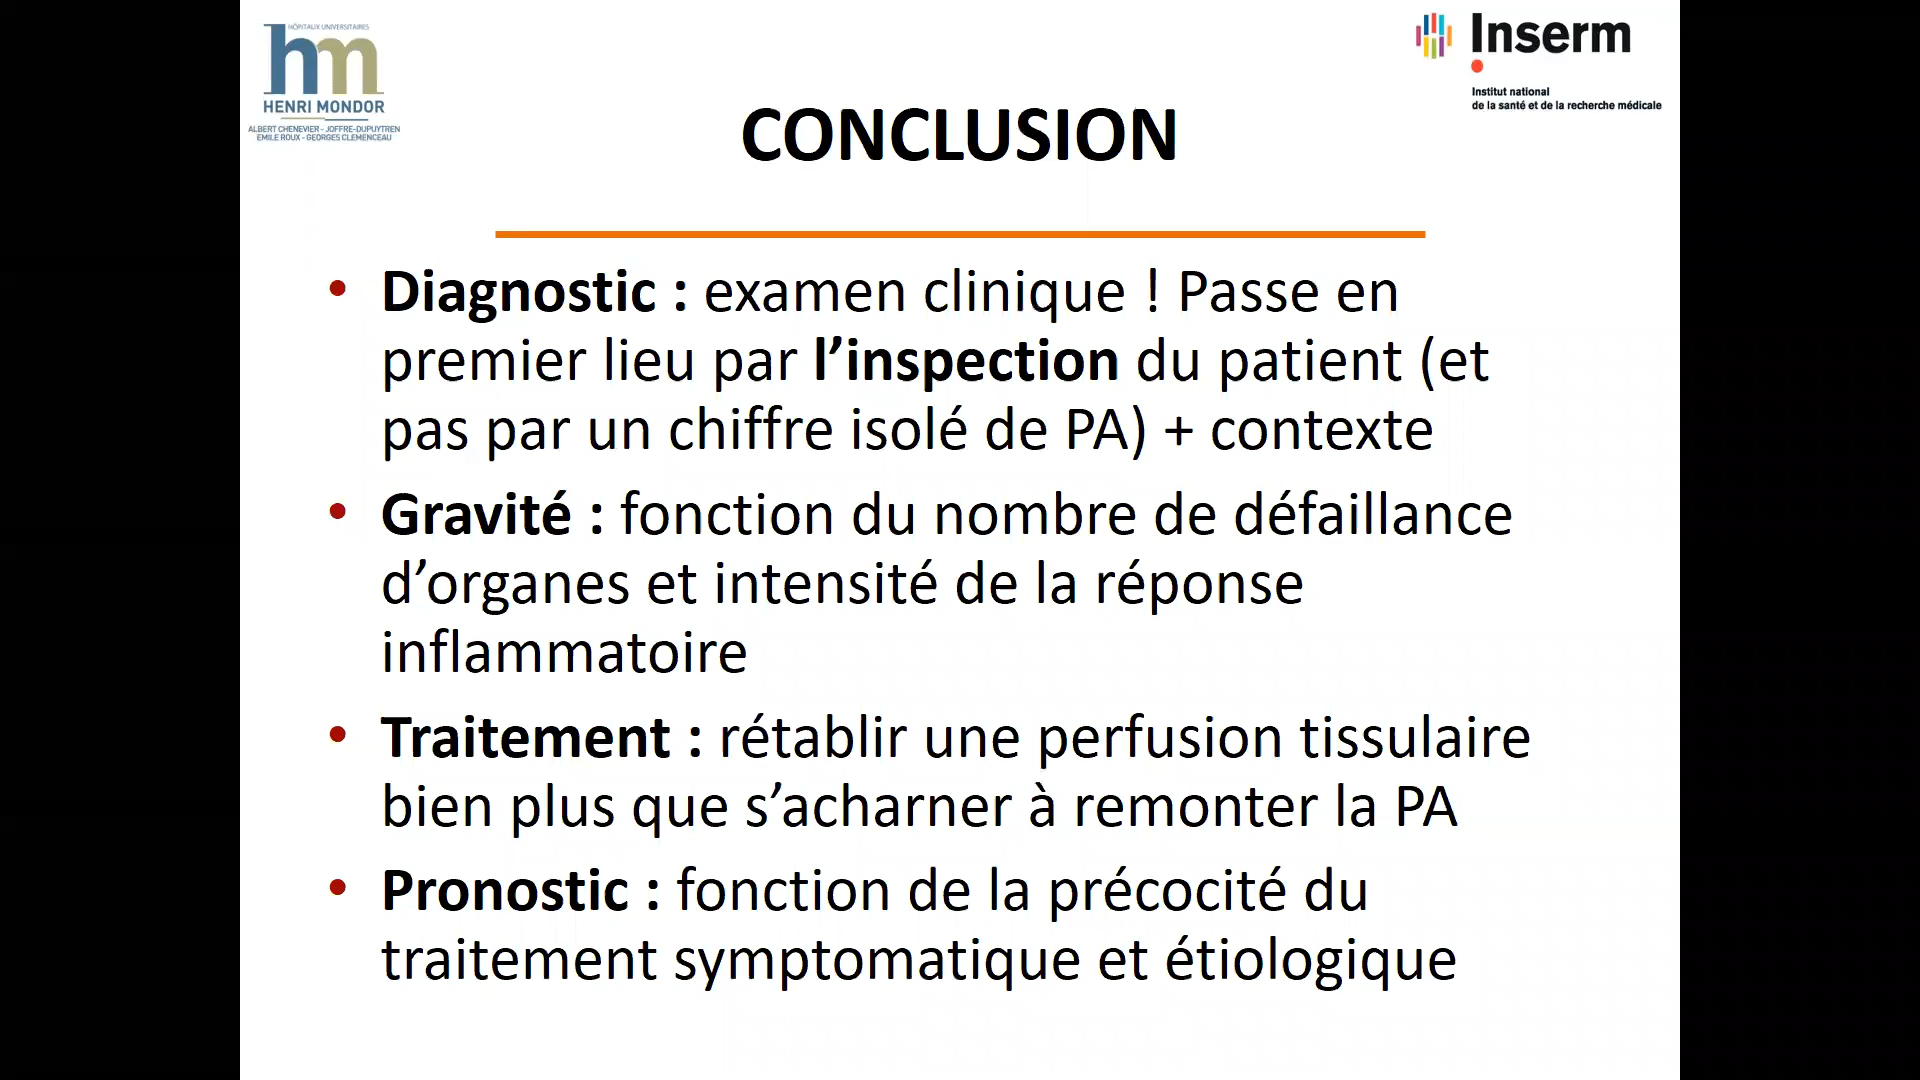 HÔPITAUX UNIVERSITAIRES
hm
HENRI MONDOR
ALBERT CHENEVIER - JOFFRE-DUPUYTREN
EMILE ROUX - GEORGES CLEMENCEAU
Inserm
Institut national
de la santé et de la recherche médicale
CONCLUSION
• Diagnostic : examen clinique ! Passe en
premier lieu par l’inspection du patient (et
pas par un chiffre isolé de PA) + contexte
• Gravité : fonction du nombre de défaillance
d’organes et intensité de la réponse
inflammatoire
• Traitement : rétablir une perfusion tissulaire
bien plus que s’acharner à remonter la PA
• Pronostic : fonction de la précocité du
traitement symptomatique et étiologique